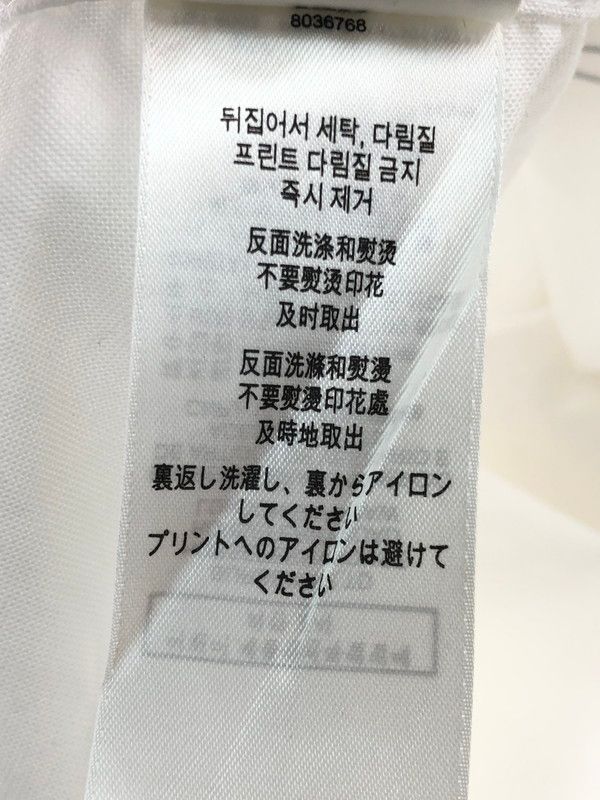 8036768
뒤집어서 세탁, 다림질
프린트 다림질 금지
즉시 제거
反面洗涤和熨烫
不要熨烫印花
及时取出
反面洗滌和熨燙
不要熨燙印花處
及時地取出
裏返し洗濯し、裏からアイロン
してください
プリントへのアイロンは避けて
ください